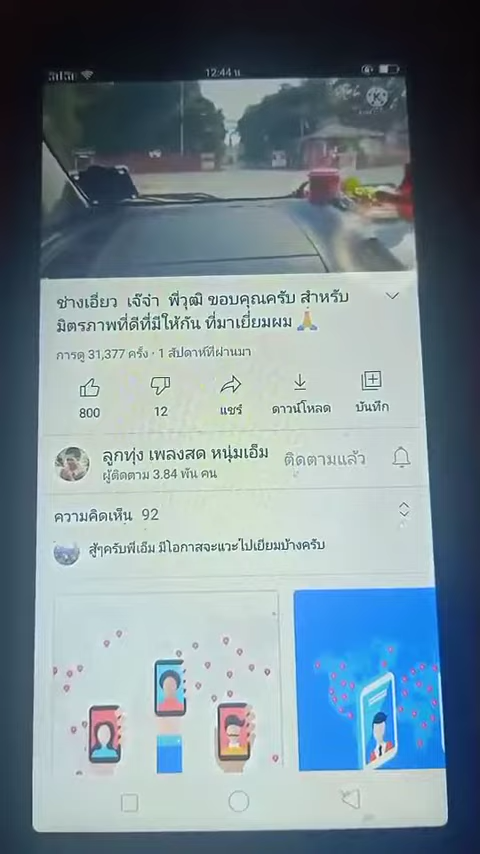 12:44 น
ช่างเอี่ยว เจ๊จ๋า พี่วุฒิ ขอบคุณครับ สำหรับ
มิตรภาพที่ดีที่มีให้กัน ที่มาเยี่ยมผม 🙏
การดู 31,377 ครั้ง · 1 สัปดาห์ที่ผ่านมา
800 12 แชร์ ดาวน์โหลด บันทึก
ลูกทุ่ง เพลงสด หนุ่มเอ็ม ติดตามแล้ว
ผู้ติดตาม 3.84 พัน คน
ความคิดเห็น 92
สู้ๆครับพี่เอ็ม มีโอกาสจะแวะไปเยี่ยมบ้างครับ